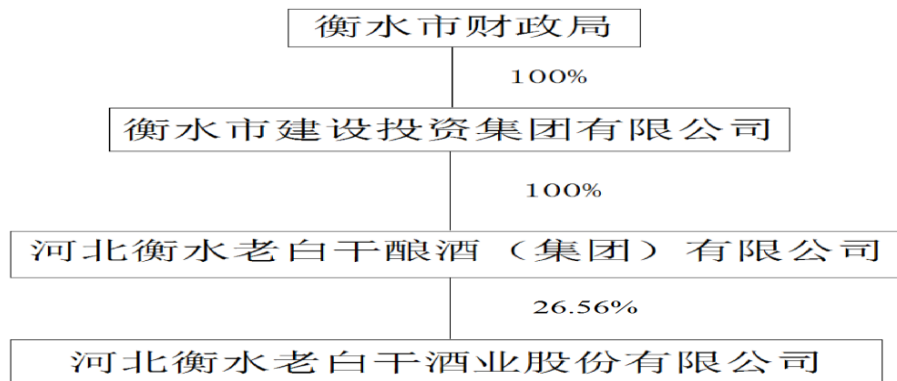 衡水市财政局
100%
衡水市建设投资集团有限公司
100%
河北衡水老白干酿酒（集团）有限公司
26.56%
河北衡水老白干酒业股份有限公司